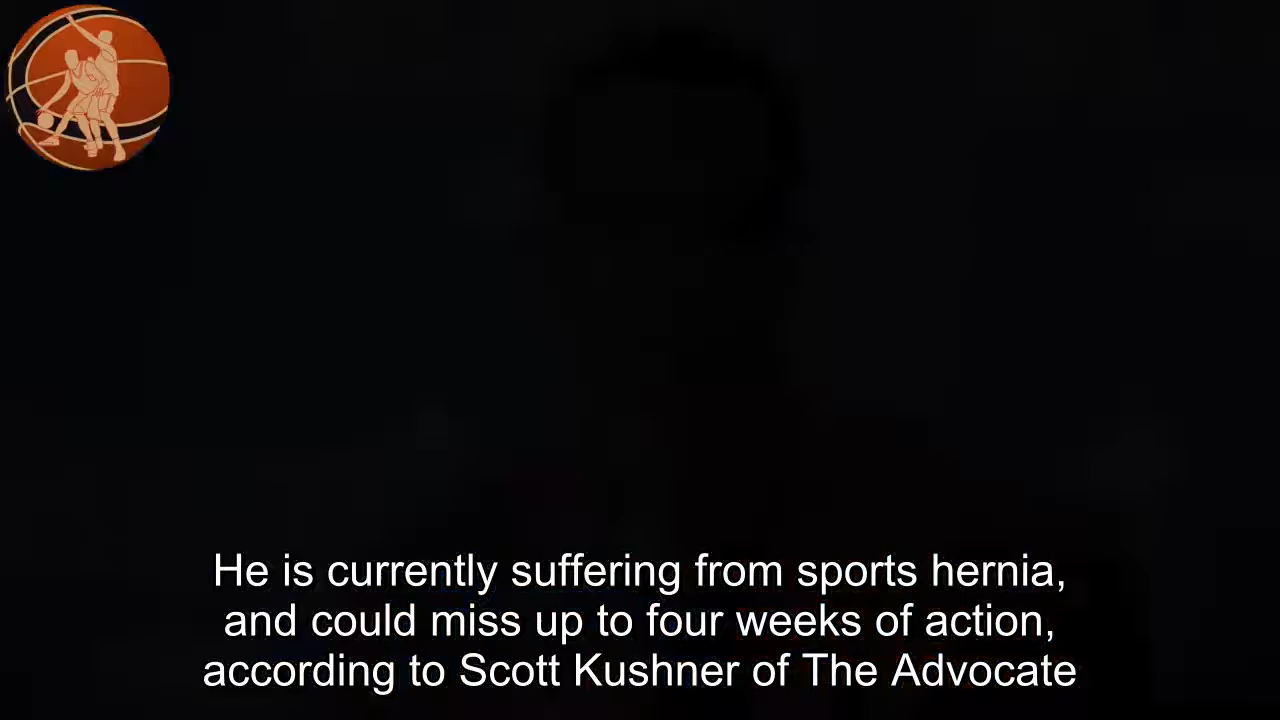 He is currently suffering from sports hernia,
and could miss up to four weeks of action,
according to Scott Kushner of The Advocate